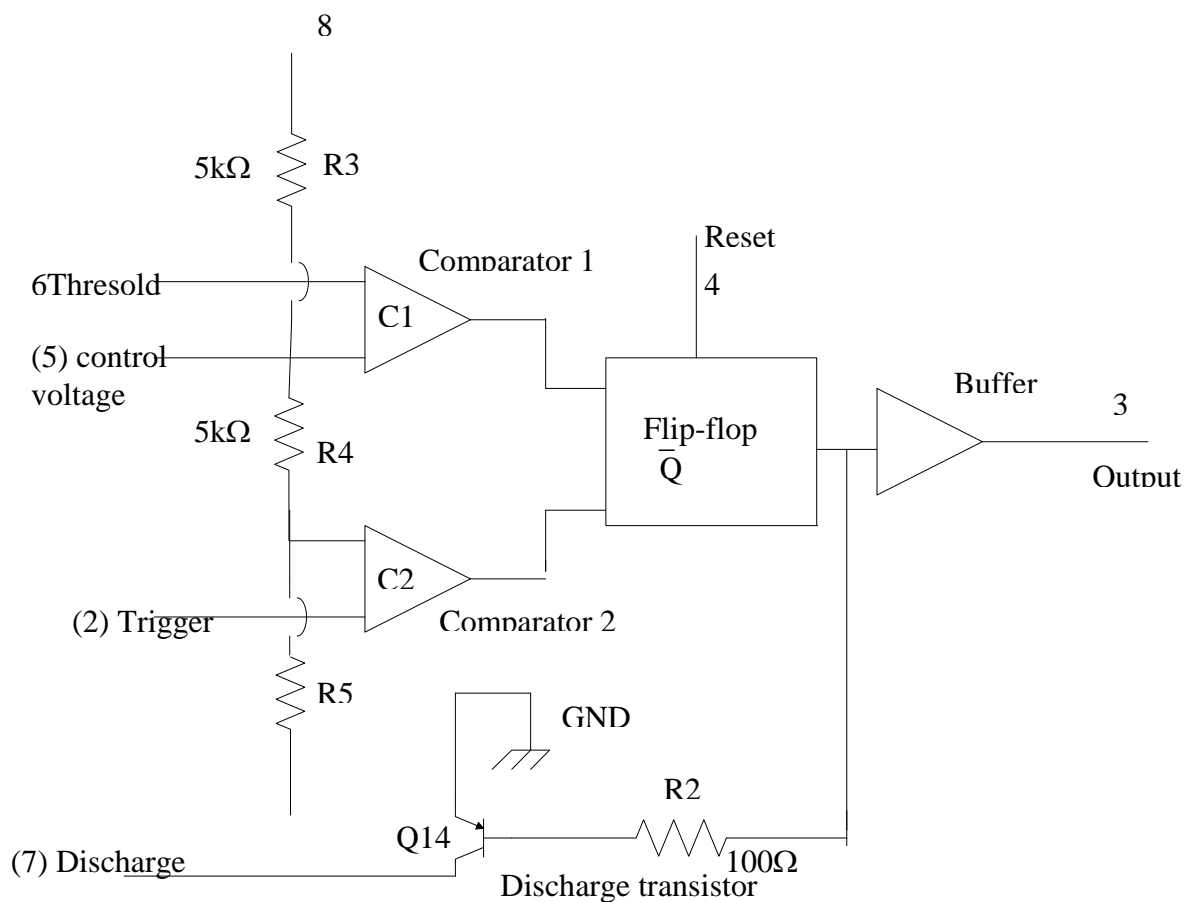 8
5kΩ
R3
Reset
4
6Thresold
Comparator 1
C1
(5) control
voltage
Buffer
3
5kΩ
R4
Flip-flop
Q̅
Output
C2
(2) Trigger
Comparator 2
R5
GND
R2
Q14
100Ω
(7) Discharge
Discharge transistor